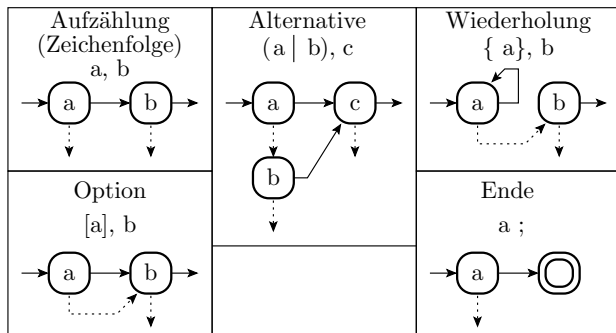 Aufzählung
(Zeichenfolge)
a, b
a
b
Alternative
(a | b), c
a
c
b
Wiederholung
{ a}, b
a
b
Option
[a], b
a
b
Ende
a ;
a